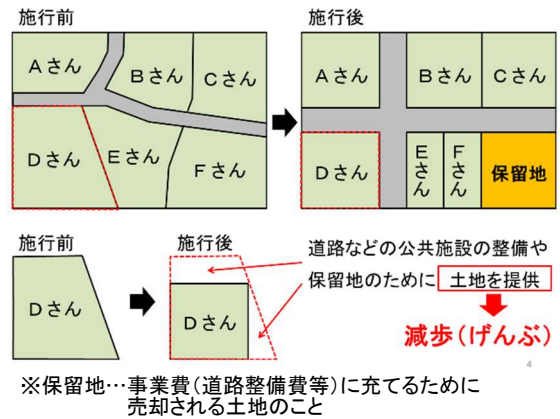 施行前
施行後
Aさん
Bさん
Cさん
Dさん
Eさん
Fさん
Aさん
Bさん
Cさん
Dさん
Eさん
Fさん
保留地
施行前
施行後
Dさん
Dさん
道路などの公共施設の整備や
保留地のために 土地を提供
減歩(げんぶ)
4
※保留地…事業費(道路整備費等)に充てるために
売却される土地のこと